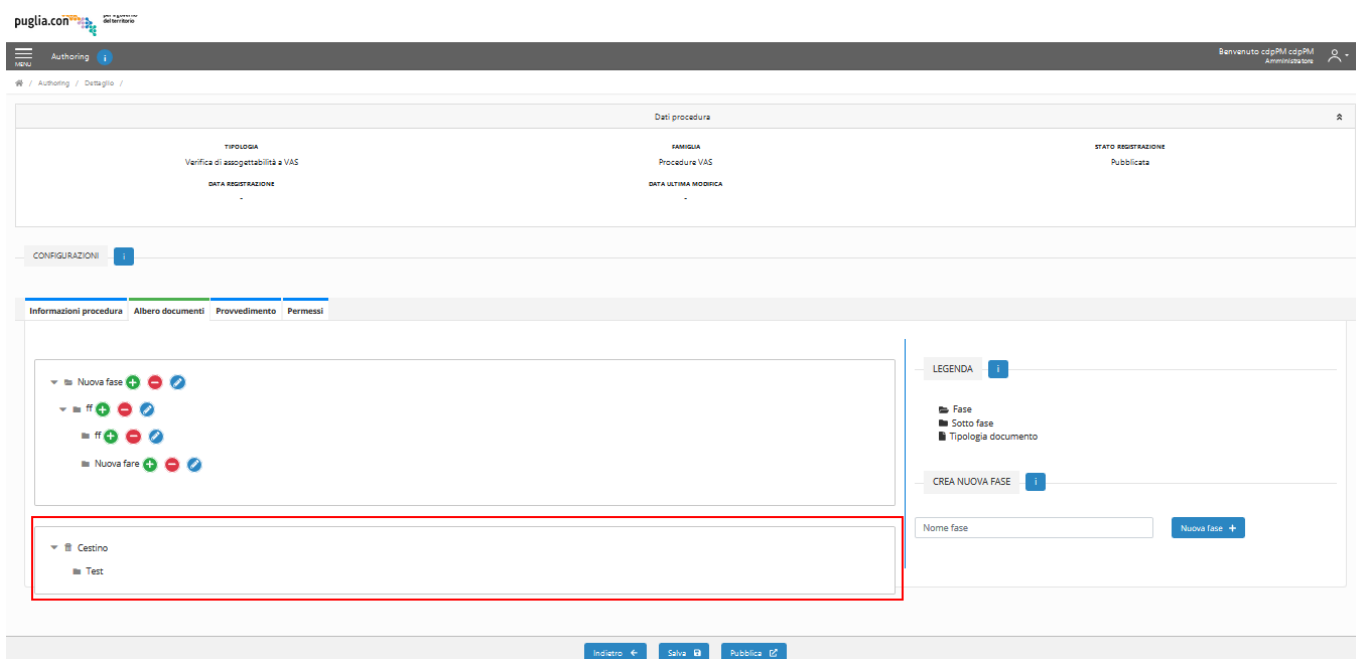 puglia.con
del territorio
MENU
Authoring
i
Benvenuto cdpPM cdpPM
Amministratore
/ Authoring / Dettaglio /
Dati procedura
TIPOLOGIA
FAMIGLIA
STATO REGISTRAZIONE
Verifica di assogettabilità a VAS
Procedure VAS
Pubblicata
DATA REGISTRAZIONE
DATA ULTIMA MODIFICA
-
-
CONFIGURAZIONI
i
Informazioni procedura
Albero documenti
Provvedimento
Permessi
Nuova fase
ff
ff
Nuova fare
Cestino
Test
LEGENDA
i
Fase
Sotto fase
Tipologia documento
CREA NUOVA FASE
i
Nome fase
Nuova fase +
Indietro
Salva
Pubblica